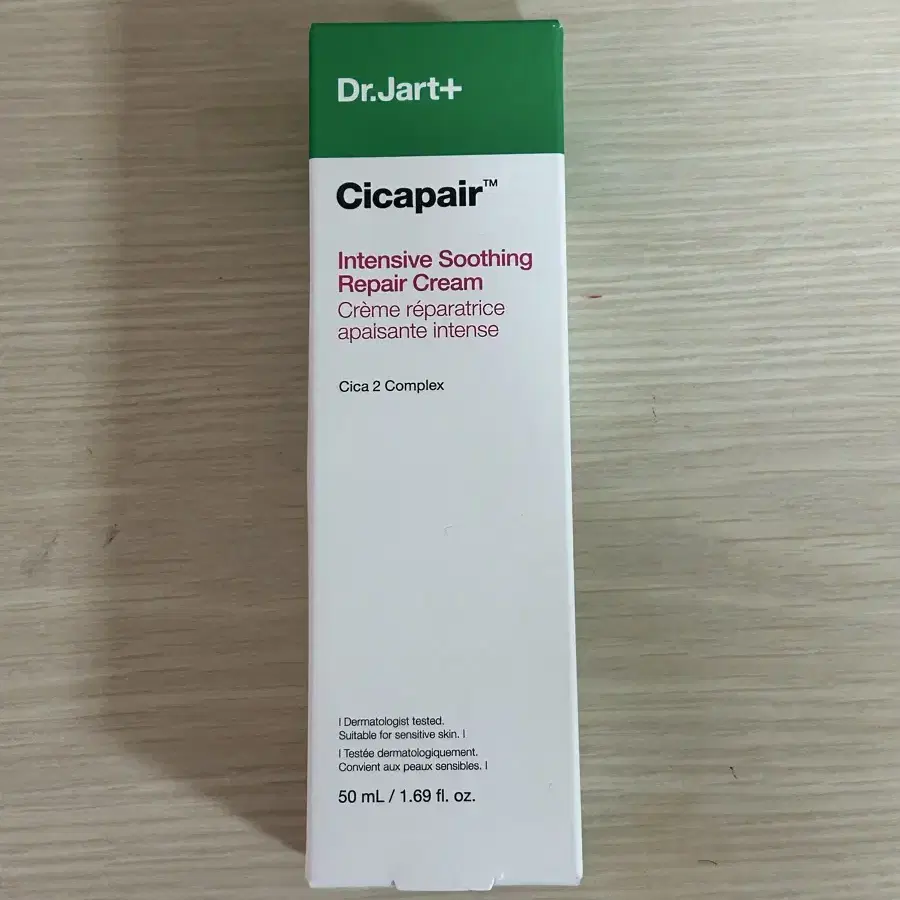 Dr.Jart+
Cicapair™
Intensive Soothing
Repair Cream
Crème réparatrice
apaisante intense
Cica 2 Complex
I Dermatologist tested.
Suitable for sensitive skin. I
I Testée dermatologiquement.
Convient aux peaux sensibles. I
50 mL / 1.69 fl. oz.